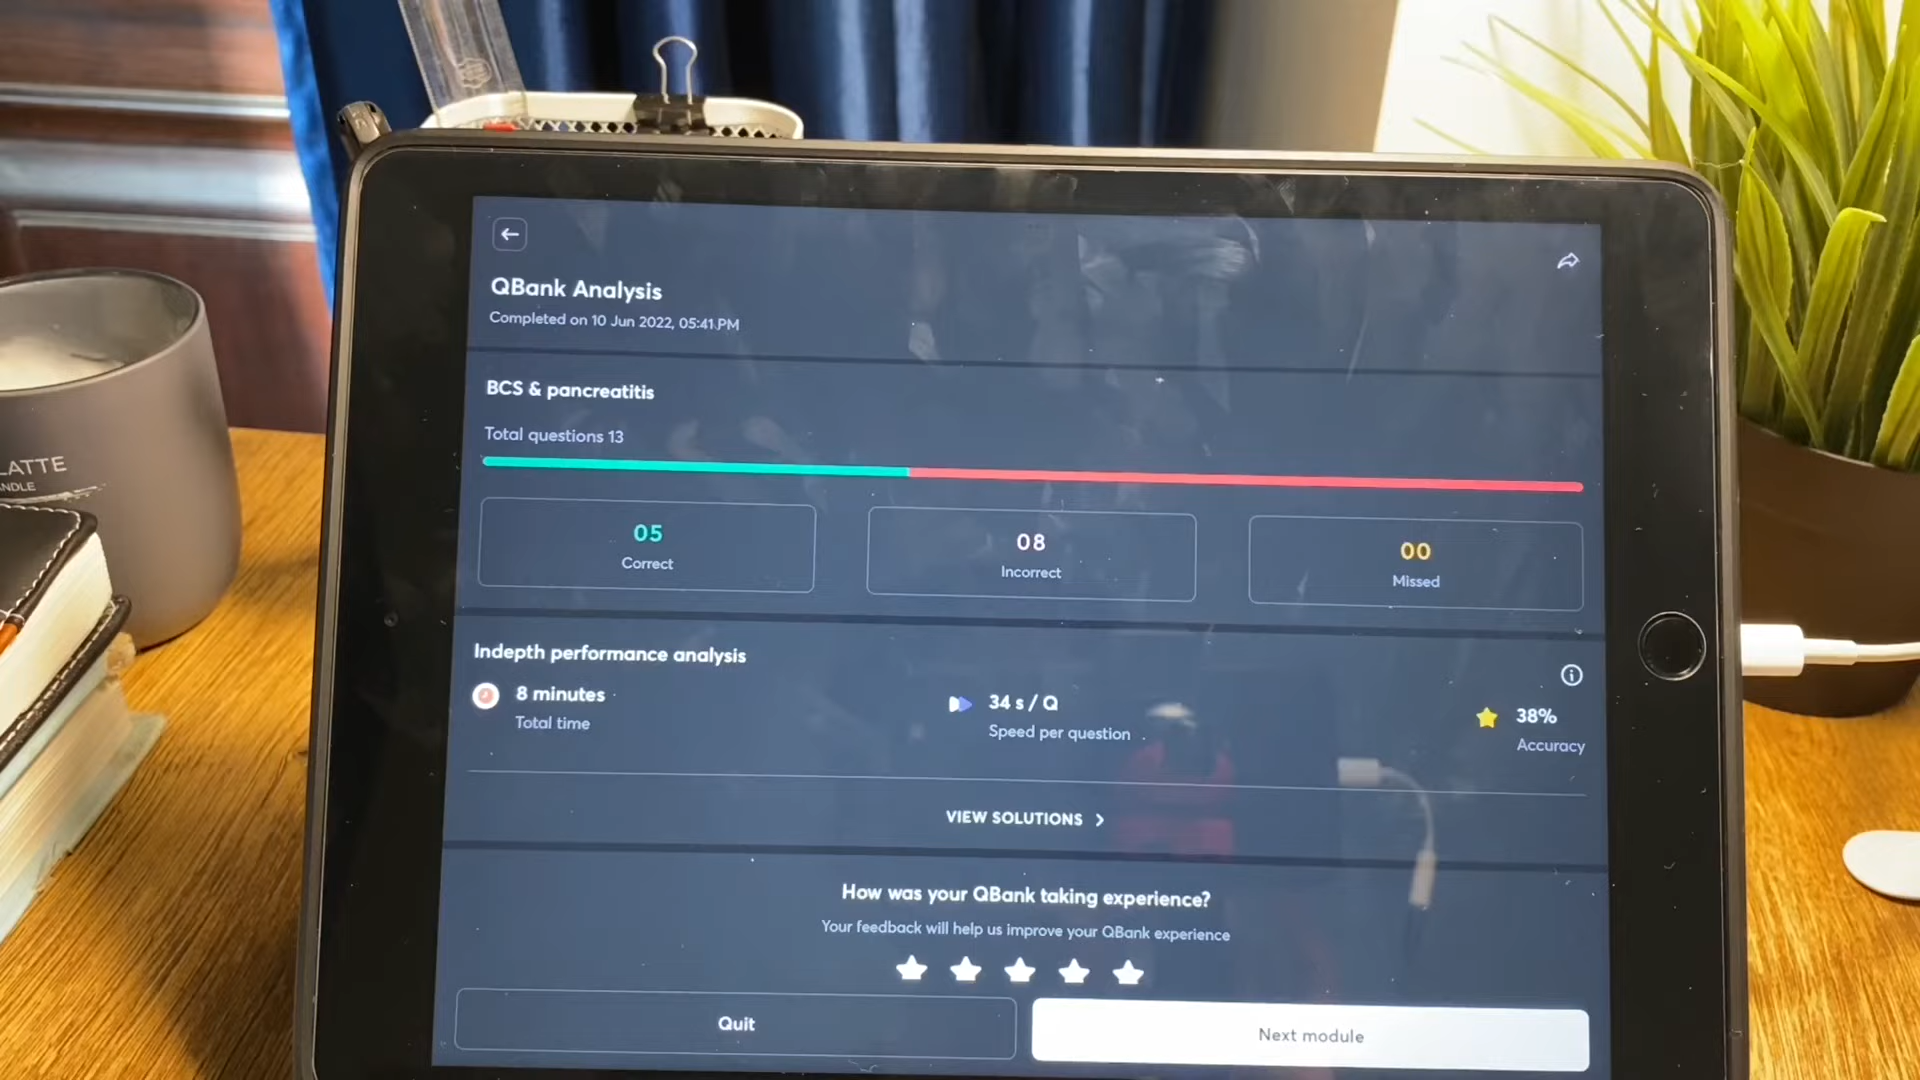 QBank Analysis
Completed on 10 Jun 2022, 05:41 PM
BCS & pancreatitis
Total questions 13
05
Correct
08
Incorrect
00
Missed
Indepth performance analysis
8 minutes
Total time
34 s / Q
Speed per question
38%
Accuracy
VIEW SOLUTIONS >
How was your QBank taking experience?
Your feedback will help us improve your QBank experience
Quit
Next module
LATTE